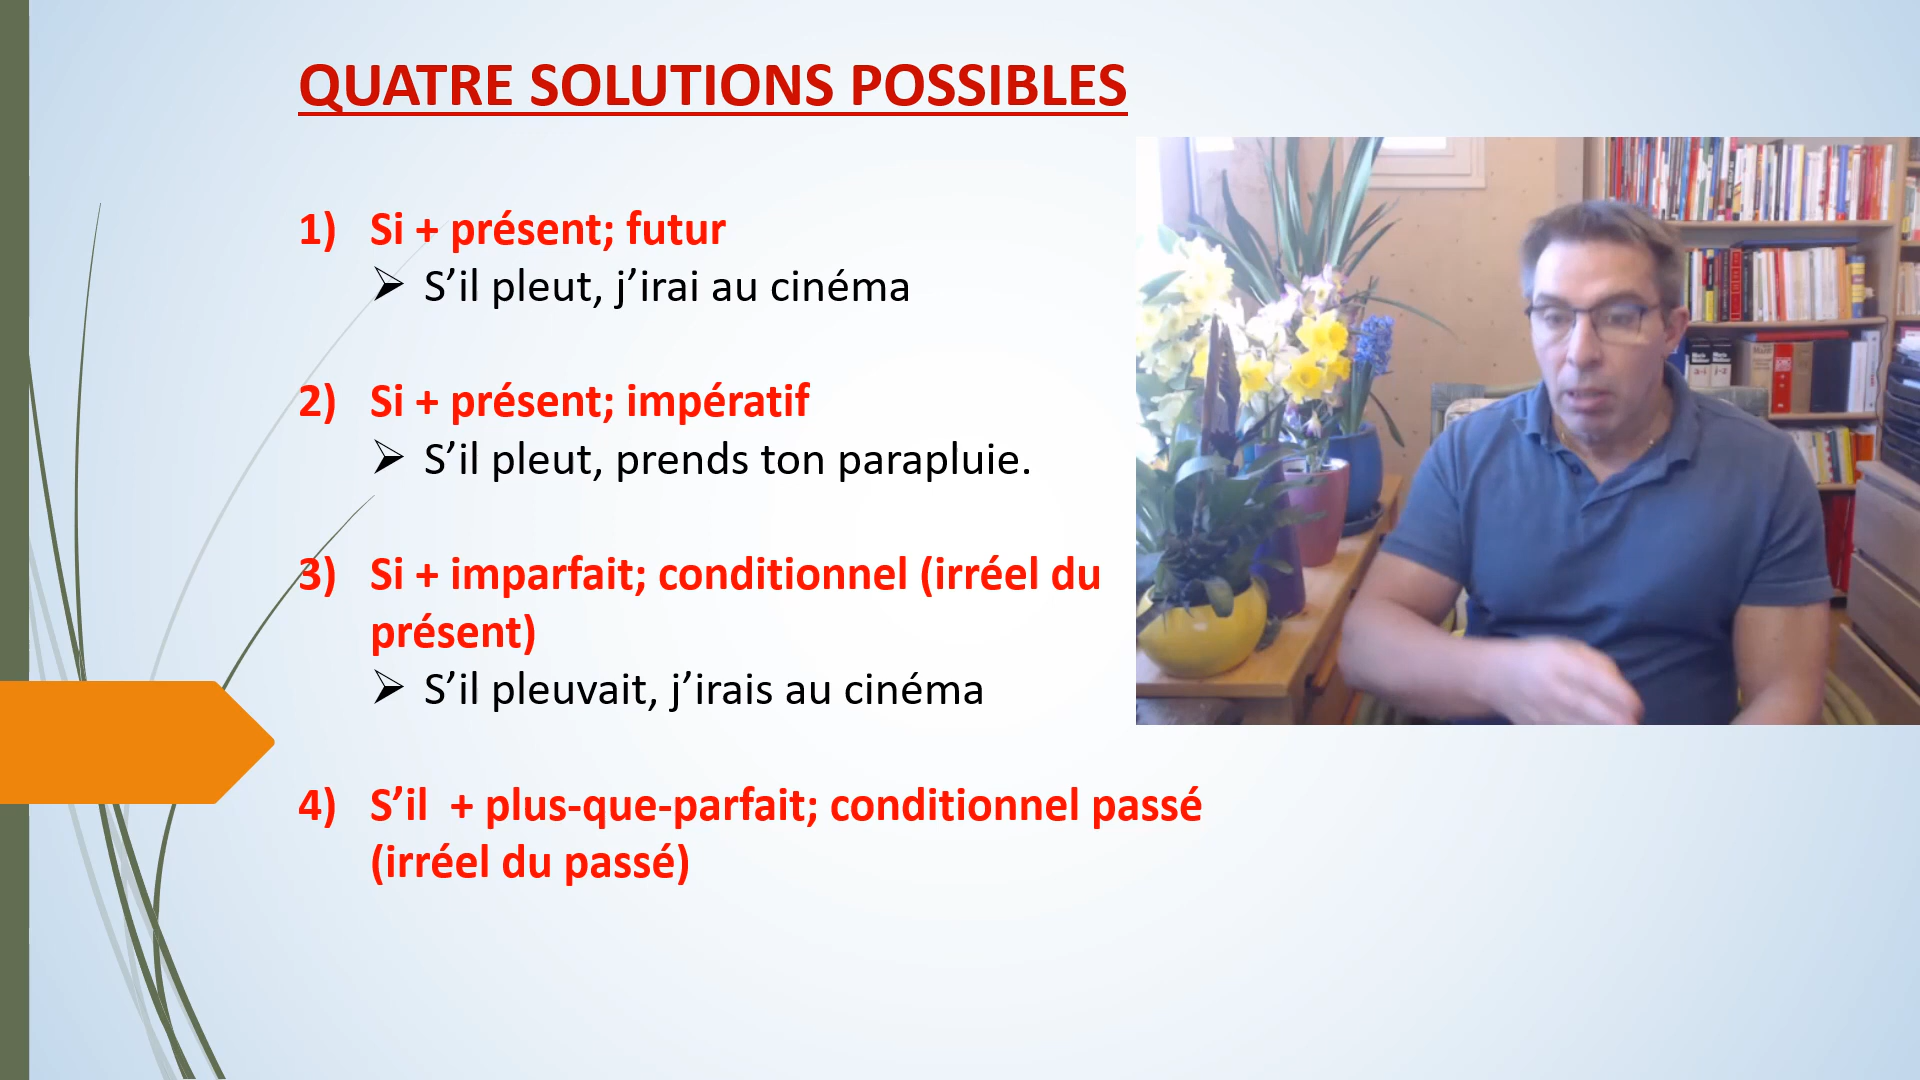 QUATRE SOLUTIONS POSSIBLES
1) Si + présent; futur
➢ S’il pleut, j’irai au cinéma
2) Si + présent; impératif
➢ S’il pleut, prends ton parapluie.
3) Si + imparfait; conditionnel (irréel du
présent)
➢ S’il pleuvait, j’irais au cinéma
4) S’il + plus-que-parfait; conditionnel passé
(irréel du passé)